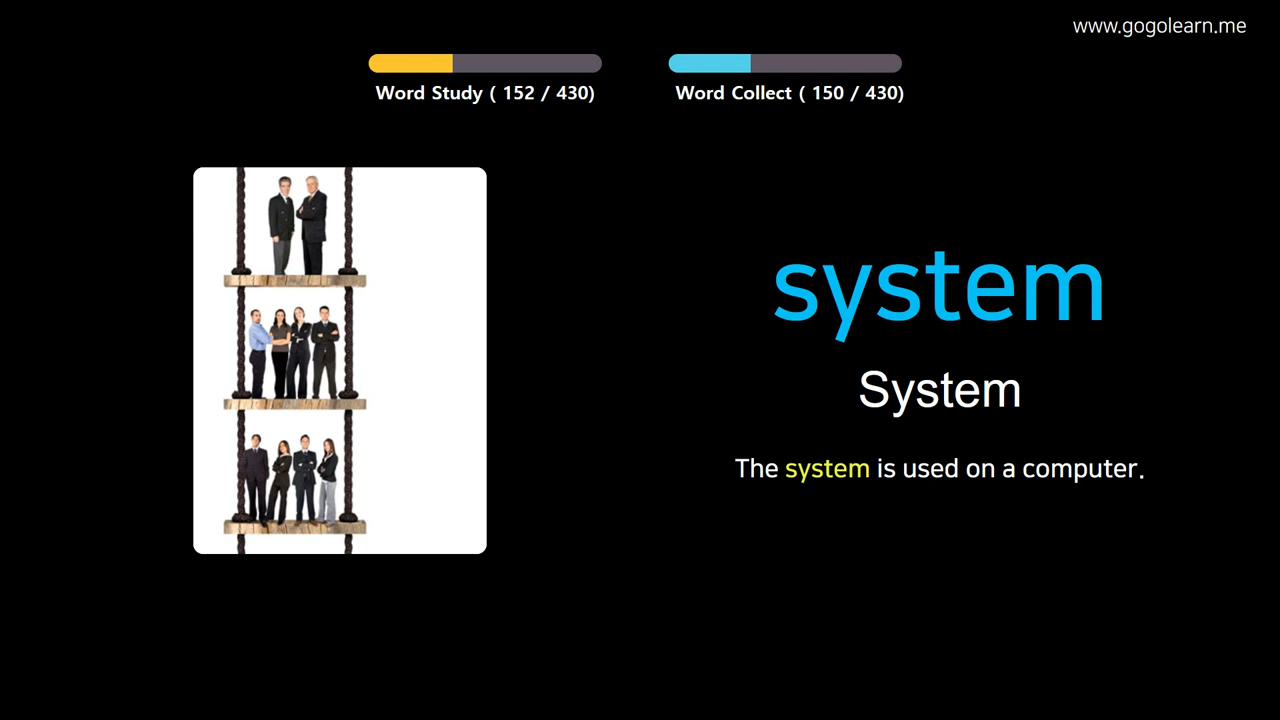 www.gogolearn.me
Word Study ( 152 / 430)
Word Collect ( 150 / 430)
system
System
The system is used on a computer.